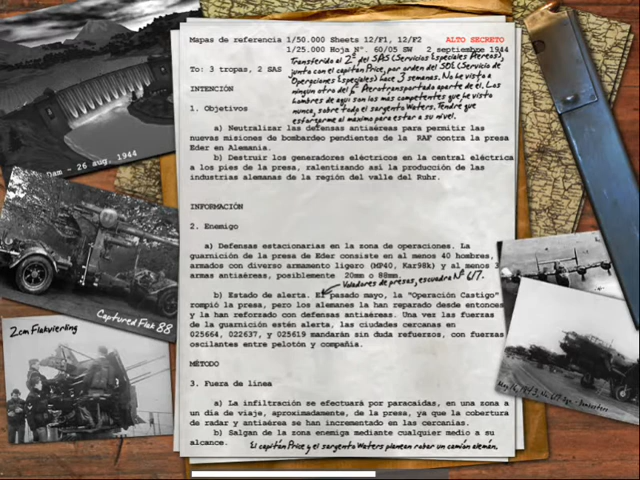 Mapas de referencia 1/50.000 Sheets 12/F1, 12/F2 ALTO SECRETO
1/25.000 Hoja Nº. 60/05 SW 2 septiembre 1944
Transferido al 2º del SAS (Servicios Especiales Aéreos),
To: 3 tropas, 2 SAS
junto con el capitán Price, por orden del SOE (Servicio de
Operaciones Especiales) hace 3 semanas. No he visto a
INTENCIÓN
ningún otro del 6º Aerotransportado aparte de él. Los
hombres de aquí son los más competentes que he visto
1. Objetivos
nunca, sobre todo el sargento Waters. Tendré que
esforzarme al máximo para estar a su nivel.
a) Neutralizar las defensas antiaéreas para permitir las
nuevas misiones de bombardeo pendientes de la RAF contra la presa
Eder en Alemania.
b) Destruir los generadores eléctricos en la central eléctrica
a los pies de la presa, ralentizando así la producción de las
industrias alemanas de la región del valle del Ruhr.
INFORMACIÓN
2. Enemigo
a) Defensas estacionarias en la zona de operaciones. La
guarnición de la presa de Eder consiste en al menos 40 hombres,
armados con diverso armamento ligero (MP40, Kar98k) y al menos 3
armas antiaéreas, posiblemente 20mm o 88mm.
Voladores de presas, escuadra Nº 617.
b) Estado de alerta. El pasado mayo, la "Operación Castigo"
rompió la presa, pero los alemanes la han reparado desde entonces
y la han reforzado con defensas antiaéreas. Una vez las fuerzas
de la guarnición estén alerta, las ciudades cercanas en
025664, 022637, y 025619 mandarán sin duda refuerzos, con fuerzas
oscilantes entre pelotón y compañía.
MÉTODO
3. Fuera de línea
a) La infiltración se efectuará por paracaídas, en una zona a
un día de viaje, aproximadamente, de la presa, ya que la cobertura
de radar y antiaérea se han incrementado en las cercanías.
b) Salgan de la zona enemiga mediante cualquier medio a su
alcance. El capitán Price y el sargento Waters planean robar un camión alemán.
Dam - 26 aug. 1944
Captured Flak 88
2cm Flakvierling
May 16, 1943, No. 617